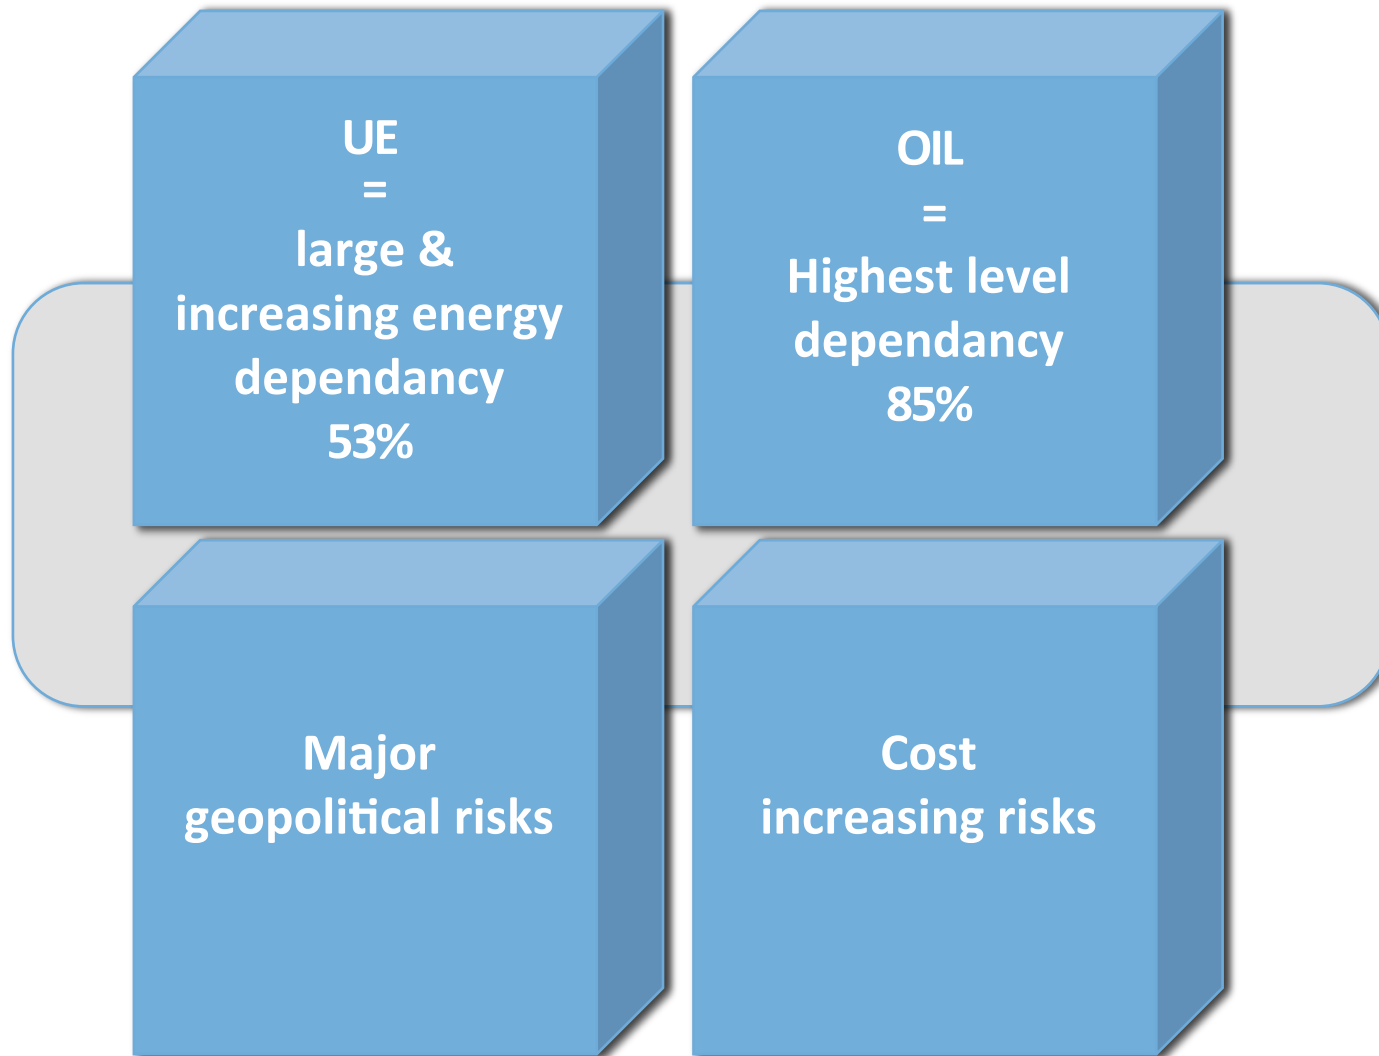 UE
=
large &
increasing energy
dependancy
53%
OIL
=
Highest level
dependancy
85%
Major
geopolitical risks
Cost
increasing risks